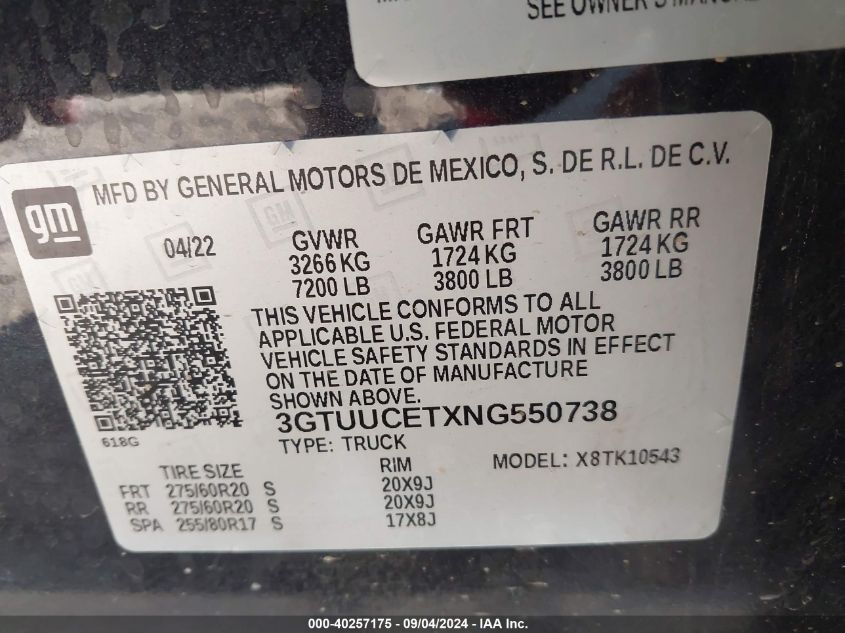 SEE OWNER'S MANUAL
MFD BY GENERAL MOTORS DE MEXICO, S. DE R.L. DE C.V.
gm
04/22 GVWR GAWR FRT GAWR RR
3266 KG 1724 KG 1724 KG
7200 LB 3800 LB 3800 LB
THIS VEHICLE CONFORMS TO ALL
APPLICABLE U.S. FEDERAL MOTOR
VEHICLE SAFETY STANDARDS IN EFFECT
ON THE DATE OF MANUFACTURE
SHOWN ABOVE.
3GTUUCETXNG550738
618G
TYPE: TRUCK
MODEL: X8TK10543
TIRE SIZE RIM
FRT 275/60R20 S 20X9J
RR 275/60R20 S 20X9J
SPA 255/80R17 S 17X8J
000-40257175 - 09/04/2024 - IAA Inc.